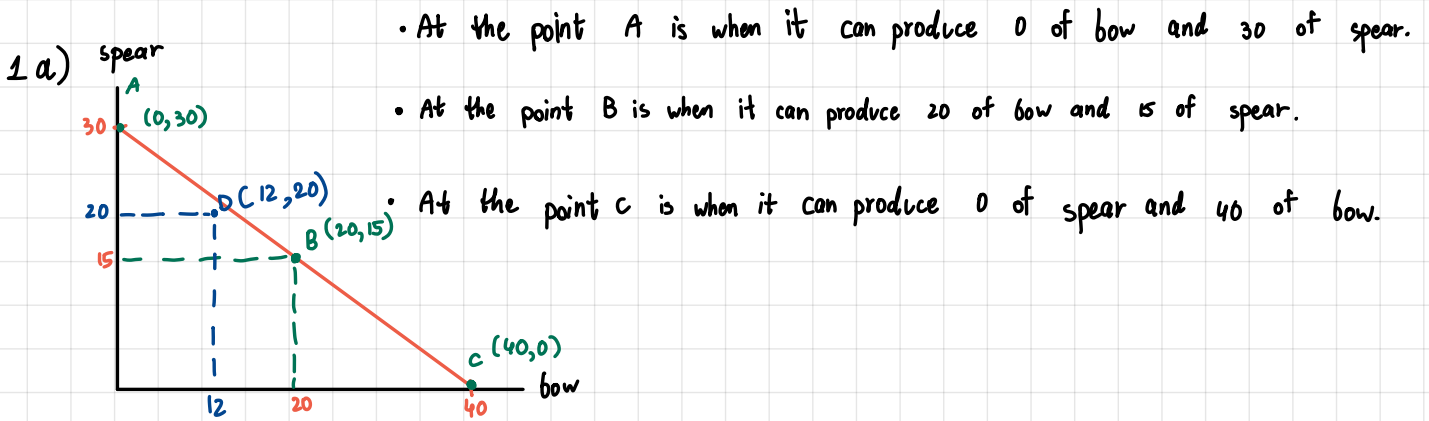 • At the point A is when it can produce 0 of bow and 30 of spear.
1 a) spear
A
30 (0,30)
• At the point B is when it can produce 20 of bow and 15 of spear.
20 D (12,20)
• At the point C is when it can produce 0 of spear and 40 of bow.
B (20,15)
15
C (40,0)
bow
12 20 40